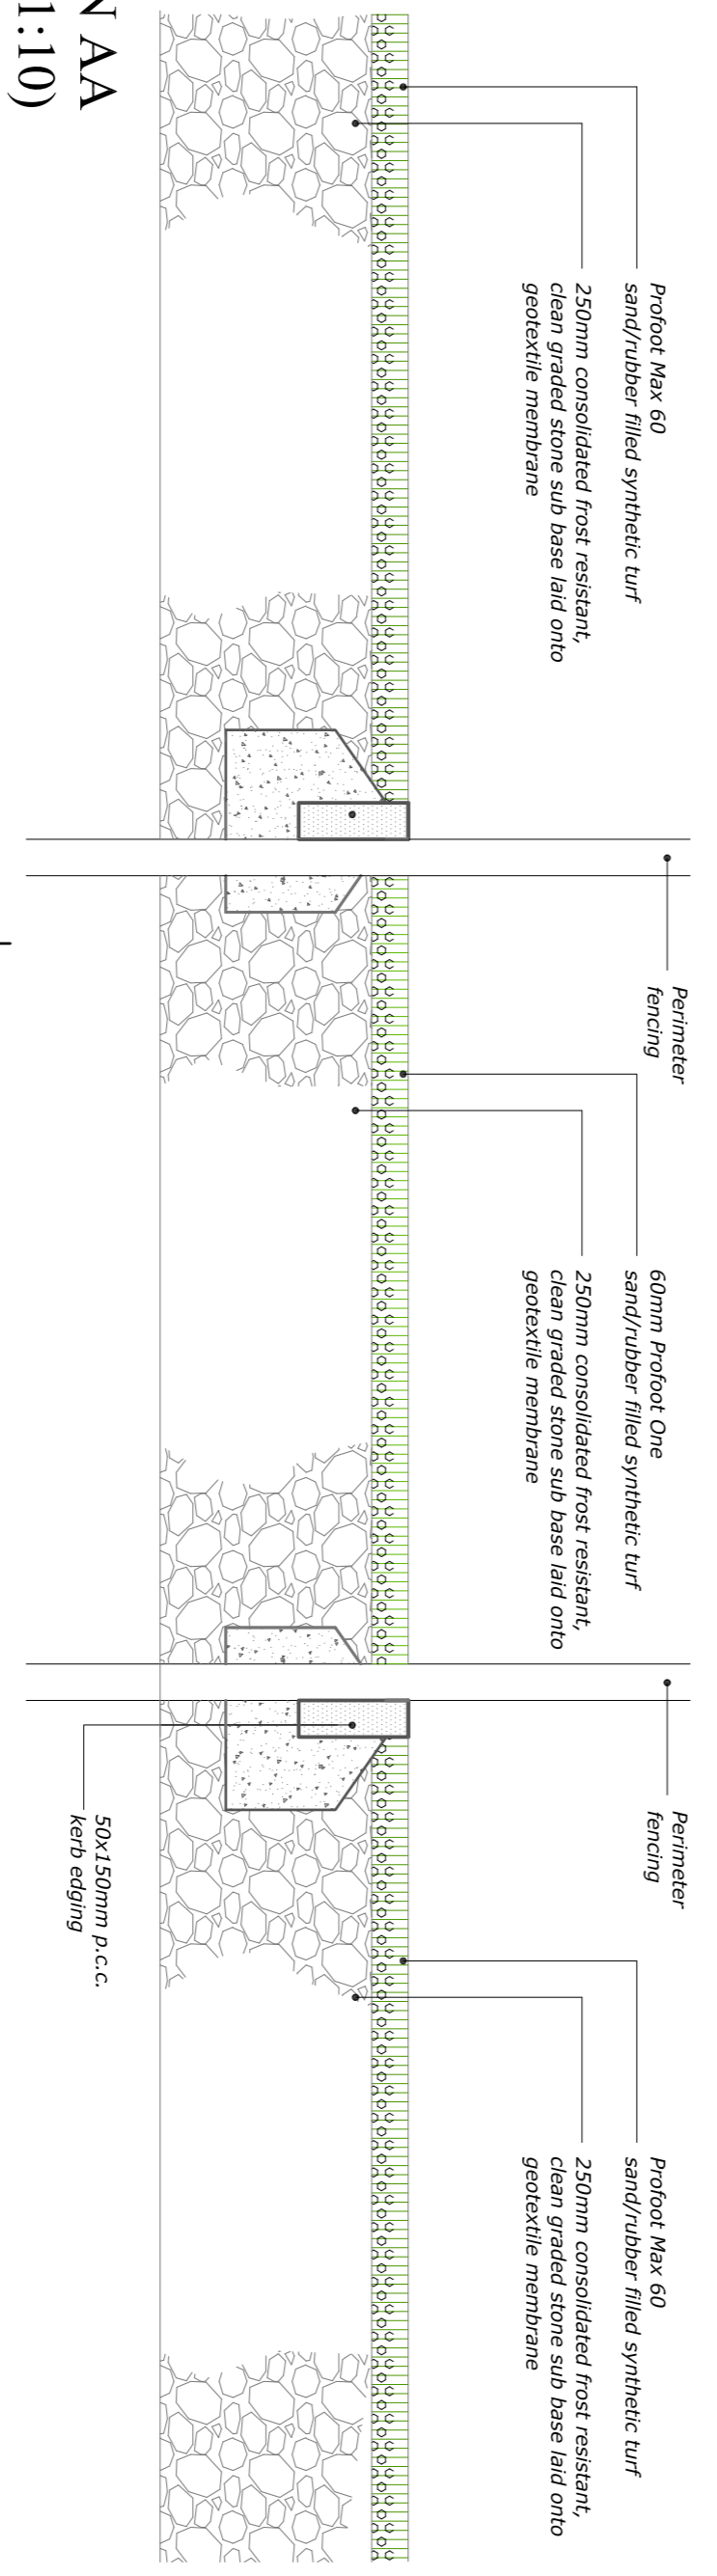 Profoot Max 60
sand/rubber filled synthetic turf
250mm consolidated frost resistant,
clean graded stone sub base laid onto
geotextile membrane
Perimeter
fencing
60mm Profoot One
sand/rubber filled synthetic turf
250mm consolidated frost resistant,
clean graded stone sub base laid onto
geotextile membrane
Perimeter
fencing
50x150mm p.c.c.
kerb edging
Profoot Max 60
sand/rubber filled synthetic turf
250mm consolidated frost resistant,
clean graded stone sub base laid onto
geotextile membrane
N AA
1:10)